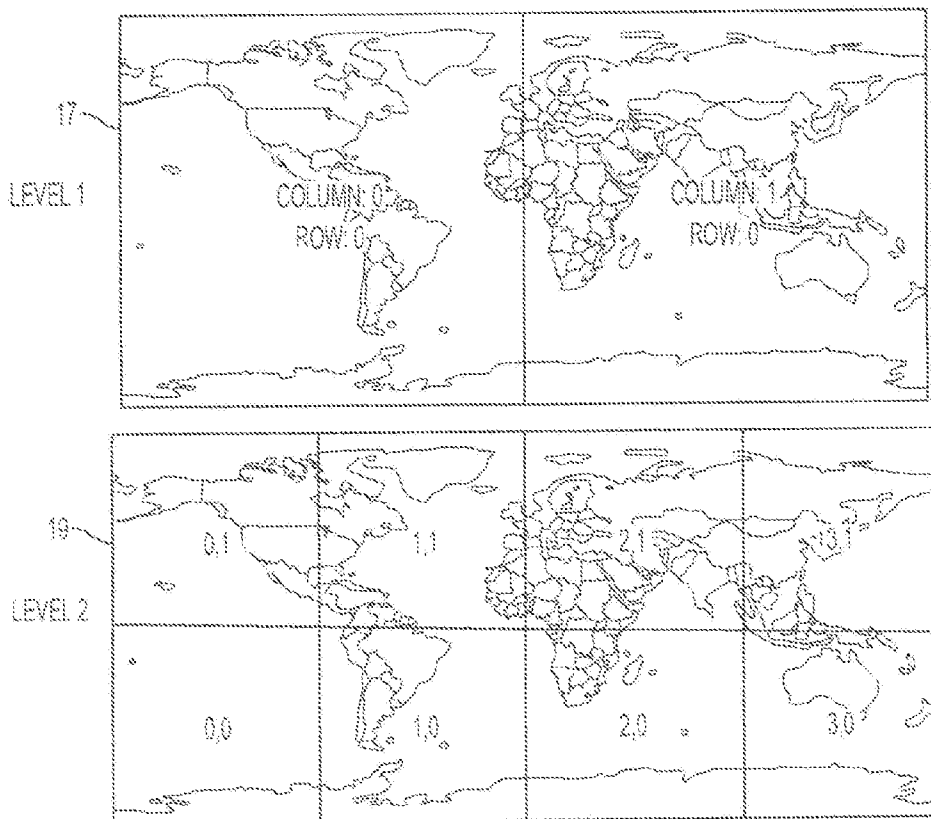 17
LEVEL 1
COLUMN: 0
ROW: 0
COLUMN: 1
ROW: 0
19
LEVEL 2
0,1
1,1
2,1
3,1
0,0
1,0
2,0
3,0